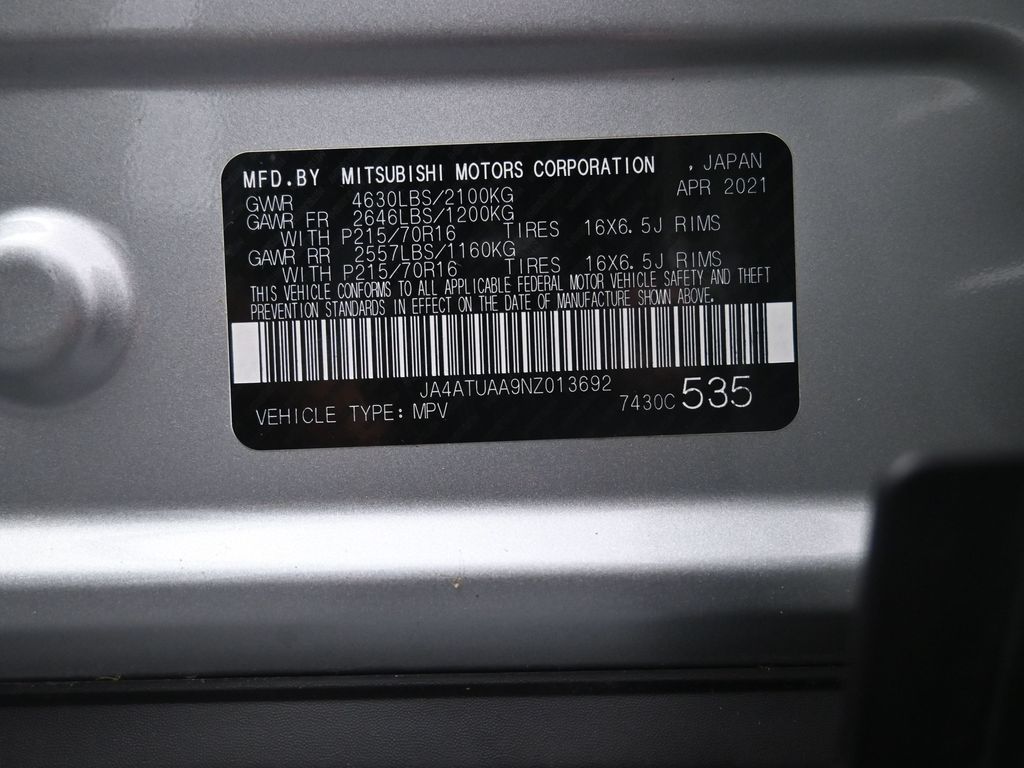 MFD.BY MITSUBISHI MOTORS CORPORATION , JAPAN
GVWR 4630LBS/2100KG APR 2021
GAWR FR 2646LBS/1200KG
WITH P215/70R16 TIRES 16X6.5J RIMS
GAWR RR 2557LBS/1160KG
WITH P215/70R16 TIRES 16X6.5J RIMS
THIS VEHICLE CONFORMS TO ALL APPLICABLE FEDERAL MOTOR VEHICLE SAFETY AND THEFT
PREVENTION STANDARDS IN EFFECT ON THE DATE OF MANUFACTURE SHOWN ABOVE.
JA4ATUAA9NZ013692
VEHICLE TYPE: MPV 7430C 535